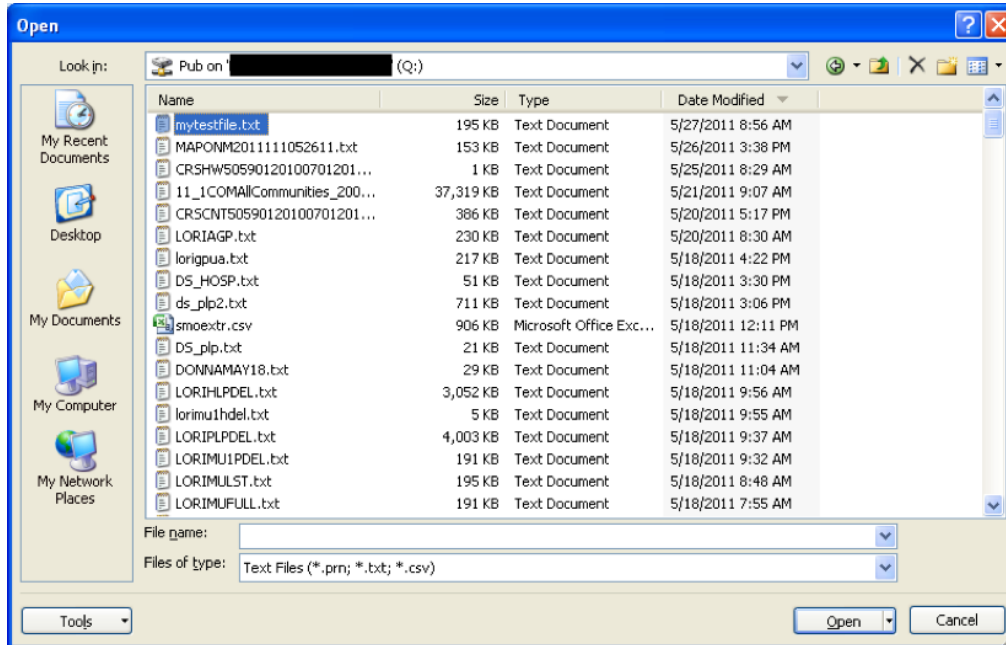 Open
Look in: Pub on '          ' (Q:)
My Recent Documents
Desktop
My Documents
My Computer
My Network Places
Name Size Type Date Modified
mytestfile.txt 195 KB Text Document 5/27/2011 8:56 AM
MAPONM2011111052611.txt 153 KB Text Document 5/26/2011 3:38 PM
CRSHW50590120100701201... 1 KB Text Document 5/25/2011 8:29 AM
11_1COMAllCommunities_200... 37,319 KB Text Document 5/21/2011 9:07 AM
CRSCNT50590120100701201... 386 KB Text Document 5/20/2011 5:17 PM
LORIAGP.txt 230 KB Text Document 5/20/2011 8:30 AM
lorigpua.txt 217 KB Text Document 5/18/2011 4:22 PM
DS_HOSP.txt 51 KB Text Document 5/18/2011 3:30 PM
ds_plp2.txt 711 KB Text Document 5/18/2011 3:06 PM
smoextr.csv 906 KB Microsoft Office Exc... 5/18/2011 12:11 PM
DS_plp.txt 21 KB Text Document 5/18/2011 11:34 AM
DONNAMAY18.txt 29 KB Text Document 5/18/2011 11:04 AM
LORIHLPDEL.txt 3,052 KB Text Document 5/18/2011 9:56 AM
lorimu1hdel.txt 5 KB Text Document 5/18/2011 9:55 AM
LORIPLPDEL.txt 4,003 KB Text Document 5/18/2011 9:37 AM
LORIMU1PDEL.txt 191 KB Text Document 5/18/2011 9:32 AM
LORIMULST.txt 195 KB Text Document 5/18/2011 8:48 AM
LORIMUFULL.txt 191 KB Text Document 5/18/2011 7:55 AM
File name:
Files of type: Text Files (*.prn; *.txt; *.csv)
Tools Open Cancel